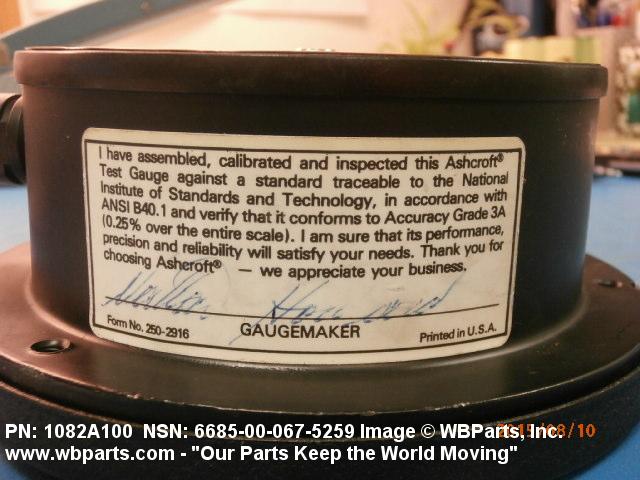 I have assembled, calibrated and inspected this Ashcroft®
Test Gauge against a standard traceable to the National
Institute of Standards and Technology, in accordance with
ANSI B40.1 and verify that it conforms to Accuracy Grade 3A
(0.25% over the entire scale). I am sure that its performance,
precision and reliability will satisfy your needs. Thank you for
choosing Ashcroft® — we appreciate your business.
Form No. 250-2916 GAUGEMAKER Printed in U.S.A.
PN: 1082A100 NSN: 6685-00-067-5259 Image © WBParts, Inc.
www.wbparts.com - "Our Parts Keep the World Moving"